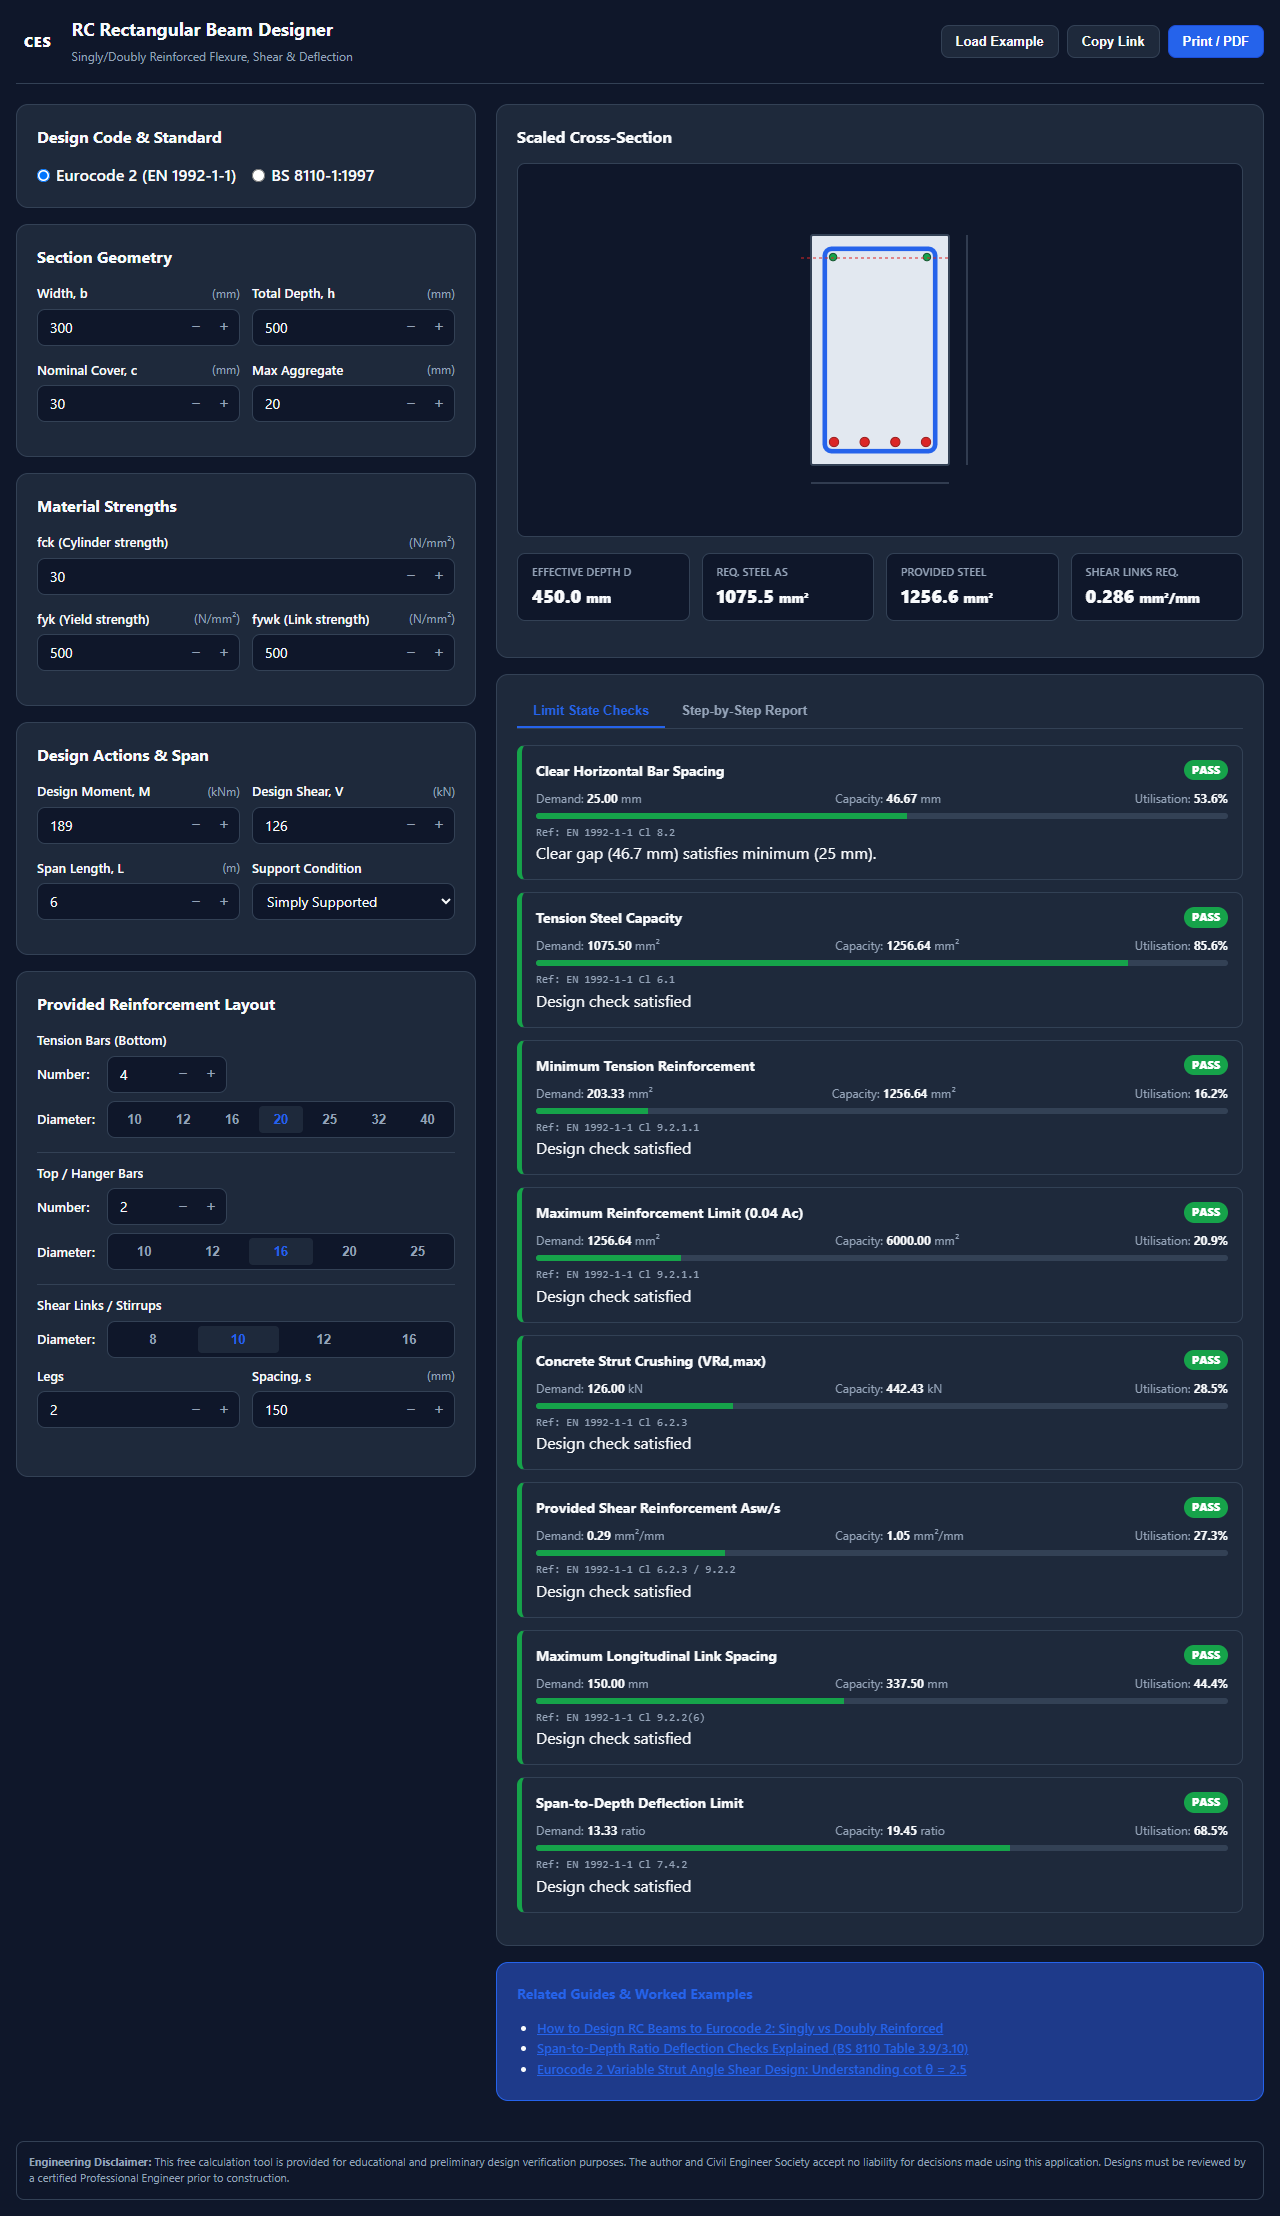 CES
RC Rectangular Beam Designer
Singly/Doubly Reinforced Flexure, Shear & Deflection
Load Example
Copy Link
Print / PDF
Design Code & Standard
Eurocode 2 (EN 1992-1-1)
BS 8110-1:1997
Section Geometry
Width, b (mm)
Total Depth, h (mm)
300 − +
500 − +
Nominal Cover, c (mm)
Max Aggregate (mm)
30 − +
20 − +
Material Strengths
fck (Cylinder strength) (N/mm²)
30 − +
fyk (Yield strength) (N/mm²)
fywk (Link strength) (N/mm²)
500 − +
500 − +
Design Actions & Span
Design Moment, M (kNm)
Design Shear, V (kN)
189 − +
126 − +
Span Length, L (m)
Support Condition
6 − +
Simply Supported
Provided Reinforcement Layout
Tension Bars (Bottom)
Number: 4 − +
Diameter: 10 12 16 20 25 32 40
Top / Hanger Bars
Number: 2 − +
Diameter: 10 12 16 20 25
Shear Links / Stirrups
Diameter: 8 10 12 16
Legs
Spacing, s (mm)
2 − +
150 − +
Scaled Cross-Section
EFFECTIVE DEPTH D
450.0 mm
REQ. STEEL AS
1075.5 mm²
PROVIDED STEEL
1256.6 mm²
SHEAR LINKS REQ.
0.286 mm²/mm
Limit State Checks
Step-by-Step Report
Clear Horizontal Bar Spacing PASS
Demand: 25.00 mm Capacity: 46.67 mm Utilisation: 53.6%
Ref: EN 1992-1-1 Cl 8.2
Clear gap (46.7 mm) satisfies minimum (25 mm).
Tension Steel Capacity PASS
Demand: 1075.50 mm² Capacity: 1256.64 mm² Utilisation: 85.6%
Ref: EN 1992-1-1 Cl 6.1
Design check satisfied
Minimum Tension Reinforcement PASS
Demand: 203.33 mm² Capacity: 1256.64 mm² Utilisation: 16.2%
Ref: EN 1992-1-1 Cl 9.2.1.1
Design check satisfied
Maximum Reinforcement Limit (0.04 Ac) PASS
Demand: 1256.64 mm² Capacity: 6000.00 mm² Utilisation: 20.9%
Ref: EN 1992-1-1 Cl 9.2.1.1
Design check satisfied
Concrete Strut Crushing (VRd,max) PASS
Demand: 126.00 kN Capacity: 442.43 kN Utilisation: 28.5%
Ref: EN 1992-1-1 Cl 6.2.3
Design check satisfied
Provided Shear Reinforcement Asw/s PASS
Demand: 0.29 mm²/mm Capacity: 1.05 mm²/mm Utilisation: 27.3%
Ref: EN 1992-1-1 Cl 6.2.3 / 9.2.2
Design check satisfied
Maximum Longitudinal Link Spacing PASS
Demand: 150.00 mm Capacity: 337.50 mm Utilisation: 44.4%
Ref: EN 1992-1-1 Cl 9.2.2(6)
Design check satisfied
Span-to-Depth Deflection Limit PASS
Demand: 13.33 ratio Capacity: 19.45 ratio Utilisation: 68.5%
Ref: EN 1992-1-1 Cl 7.4.2
Design check satisfied
Related Guides & Worked Examples
• How to Design RC Beams to Eurocode 2: Singly vs Doubly Reinforced
• Span-to-Depth Ratio Deflection Checks Explained (BS 8110 Table 3.9/3.10)
• Eurocode 2 Variable Strut Angle Shear Design: Understanding cot θ = 2.5
Engineering Disclaimer: This free calculation tool is provided for educational and preliminary design verification purposes. The author and Civil Engineer Society accept no liability for decisions made using this application. Designs must be reviewed by
a certified Professional Engineer prior to construction.